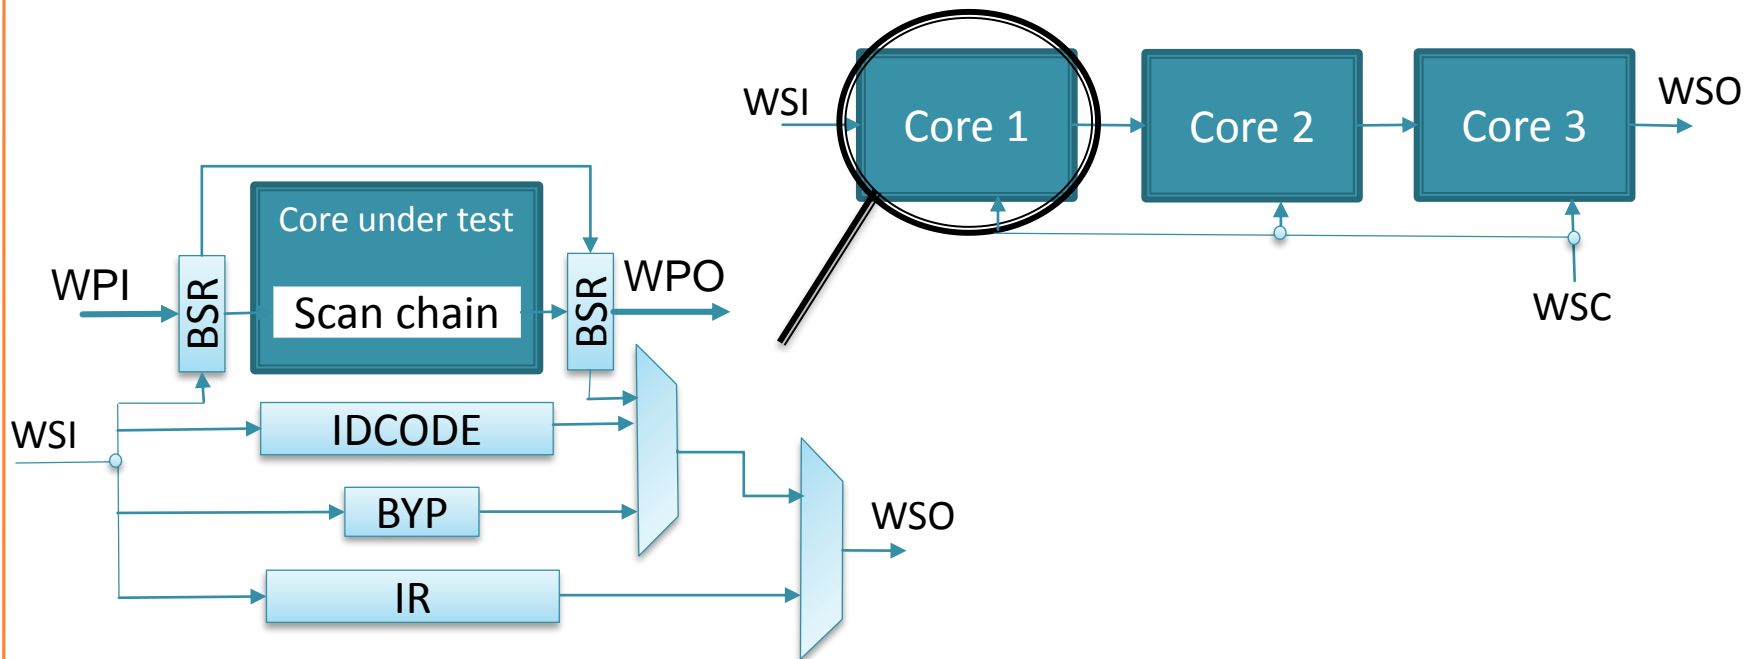 WSI
Core 1
Core 2
Core 3
WSO
WSC
Core under test
WPI
BSR
Scan chain
BSR
WPO
WSI
IDCODE
BYP
IR
WSO